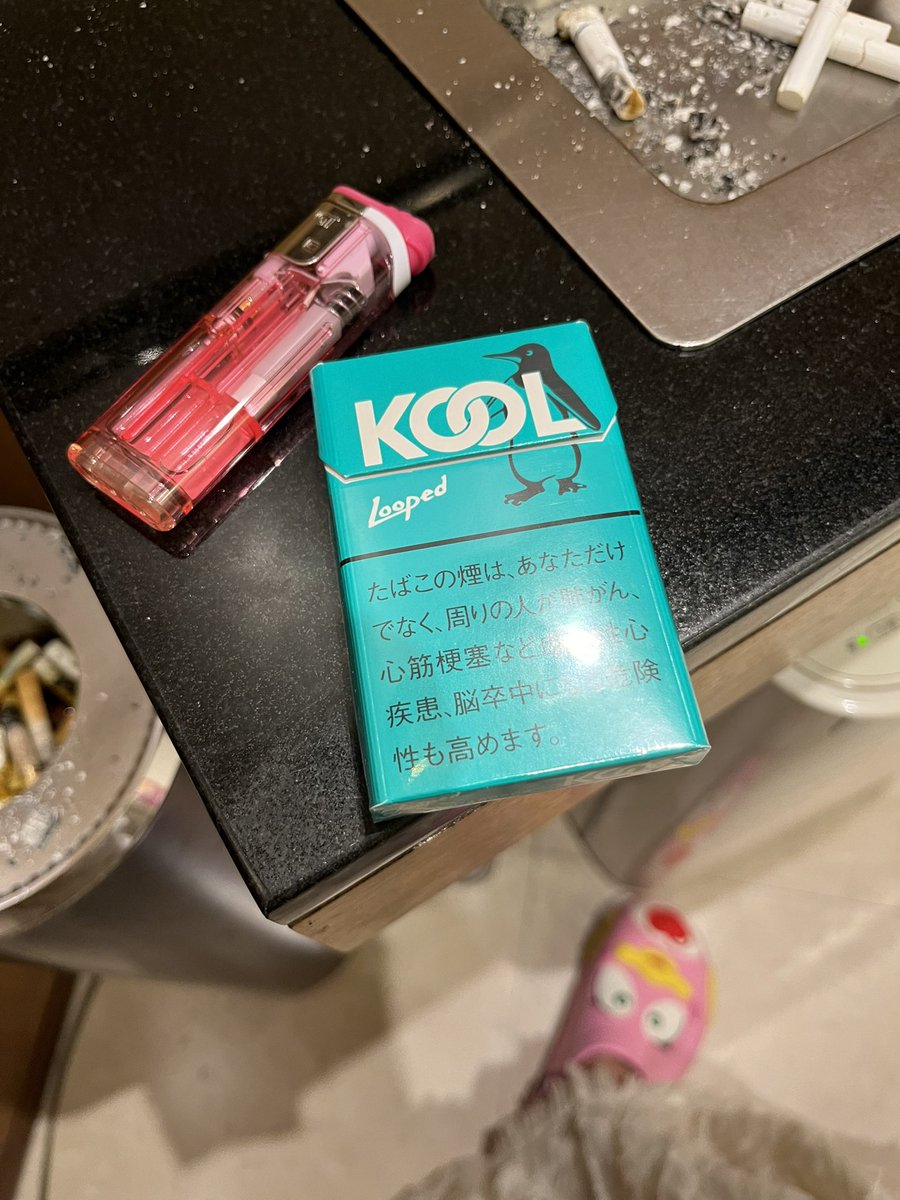 KOOL
Looped
たばこの煙は、あなただけ
でなく、周りの人が肺がん、
心筋梗塞など 心
疾患、脳卒中に 危険
性も高めます。